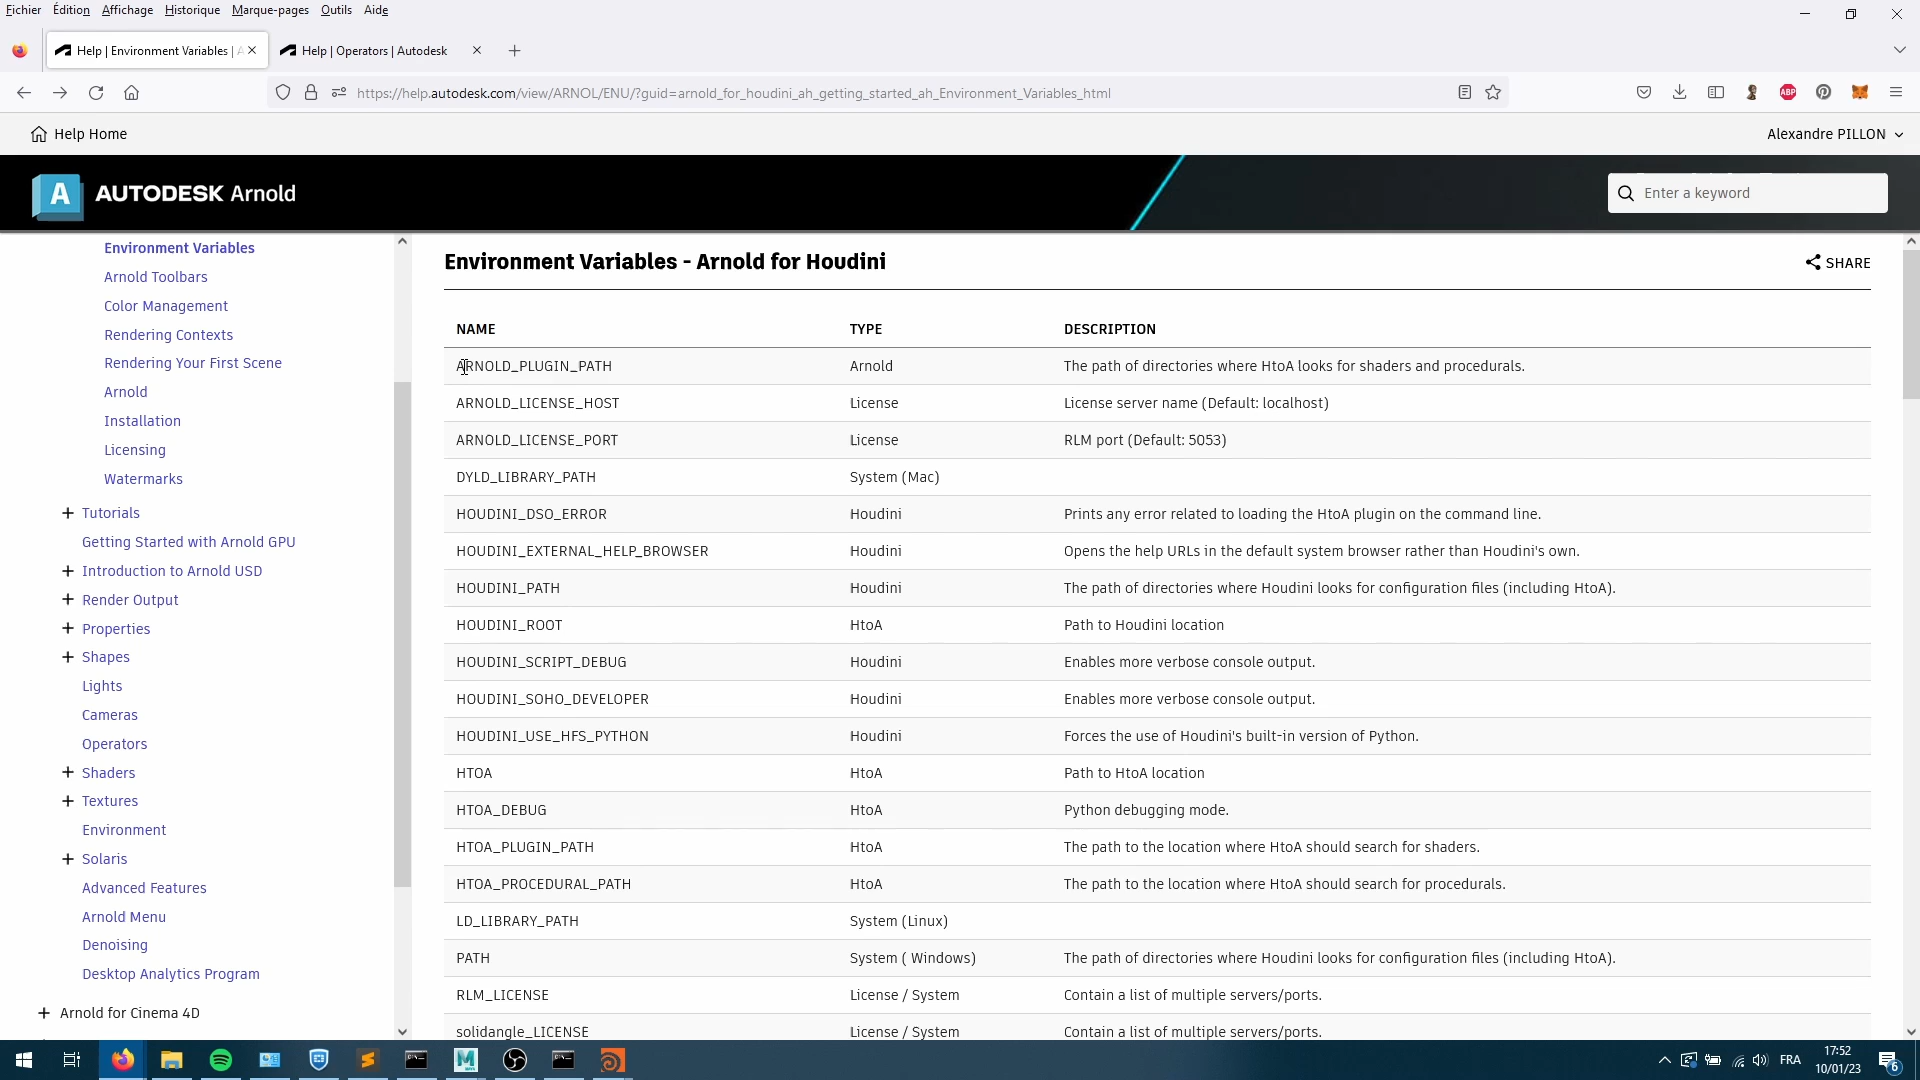 Fichier Édition Affichage Historique Marque-pages Outils Aide
Help | Environment Variables | A
Help | Operators | Autodesk
https://help.autodesk.com/view/ARNOL/ENU/?guid=arnold_for_houdini_ah_getting_started_ah_Environment_Variables_html
ABP
Help Home
Alexandre PILLON
A AUTODESK Arnold
Enter a keyword
Environment Variables
Arnold Toolbars
Color Management
Rendering Contexts
Rendering Your First Scene
Arnold
Installation
Licensing
Watermarks
Tutorials
Getting Started with Arnold GPU
Introduction to Arnold USD
Render Output
Properties
Shapes
Lights
Cameras
Operators
Shaders
Textures
Environment
Solaris
Advanced Features
Arnold Menu
Denoising
Desktop Analytics Program
Arnold for Cinema 4D
Environment Variables - Arnold for Houdini
SHARE
NAME TYPE DESCRIPTION
ARNOLD_PLUGIN_PATH Arnold The path of directories where HtoA looks for shaders and procedurals.
ARNOLD_LICENSE_HOST License License server name (Default: localhost)
ARNOLD_LICENSE_PORT License RLM port (Default: 5053)
DYLD_LIBRARY_PATH System (Mac)
HOUDINI_DSO_ERROR Houdini Prints any error related to loading the HtoA plugin on the command line.
HOUDINI_EXTERNAL_HELP_BROWSER Houdini Opens the help URLs in the default system browser rather than Houdini's own.
HOUDINI_PATH Houdini The path of directories where Houdini looks for configuration files (including HtoA).
HOUDINI_ROOT HtoA Path to Houdini location
HOUDINI_SCRIPT_DEBUG Houdini Enables more verbose console output.
HOUDINI_SOHO_DEVELOPER Houdini Enables more verbose console output.
HOUDINI_USE_HFS_PYTHON Houdini Forces the use of Houdini's built-in version of Python.
HTOA HtoA Path to HtoA location
HTOA_DEBUG HtoA Python debugging mode.
HTOA_PLUGIN_PATH HtoA The path to the location where HtoA should search for shaders.
HTOA_PROCEDURAL_PATH HtoA The path to the location where HtoA should search for procedurals.
LD_LIBRARY_PATH System (Linux)
PATH System ( Windows) The path of directories where Houdini looks for configuration files (including HtoA).
RLM_LICENSE License / System Contain a list of multiple servers/ports.
solidangle_LICENSE License / System Contain a list of multiple servers/ports.
FRA
17:52
10/01/23
6